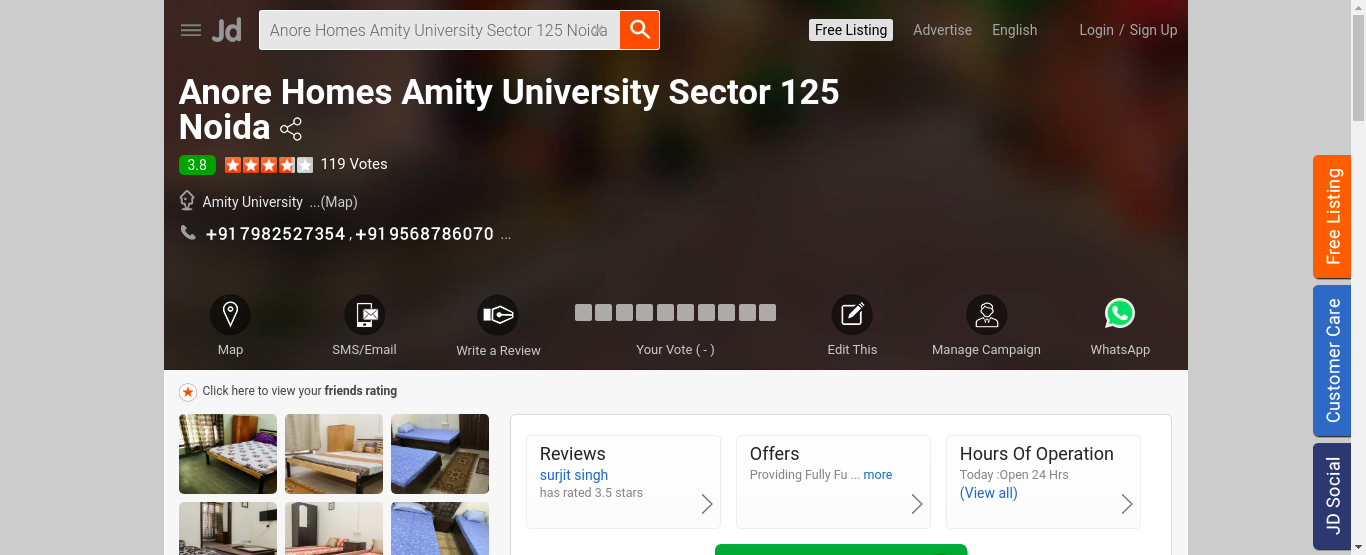 Jd
Anore Homes Amity University Sector 125 Noida
Free Listing
Advertise
English
Login / Sign Up
Anore Homes Amity University Sector 125
Noida
3.8
119 Votes
Amity University ...(Map)
+91 7982527354 , +91 9568786070 ...
Map
SMS/Email
Write a Review
Your Vote ( - )
Edit This
Manage Campaign
WhatsApp
Click here to view your friends rating
Reviews
surjit singh
has rated 3.5 stars
Offers
Providing Fully Fu ... more
Hours Of Operation
Today :Open 24 Hrs
(View all)
Free Listing
Customer Care
JD Social